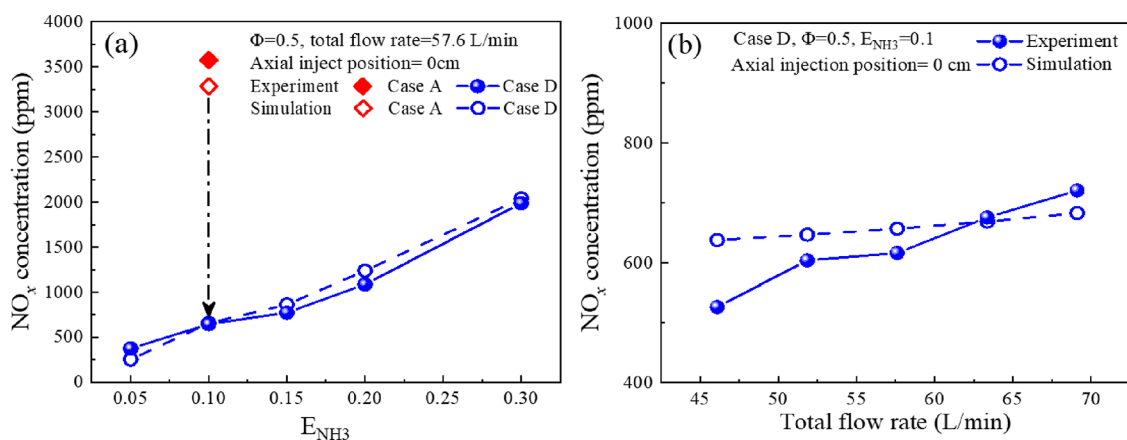 (a)
Φ=0.5, total flow rate=57.6 L/min
Axial inject position= 0cm
Experiment Case A Case D
Simulation Case A Case D
NOx concentration (ppm)
4000
3500
3000
2500
2000
1500
1000
500
0
0.05 0.10 0.15 0.20 0.25 0.30
ENH3
(b)
Case D, Φ=0.5, ENH3=0.1
Axial injection position= 0 cm
Experiment
Simulation
NOx concentration (ppm)
1000
800
600
400
45 50 55 60 65 70
Total flow rate (L/min)